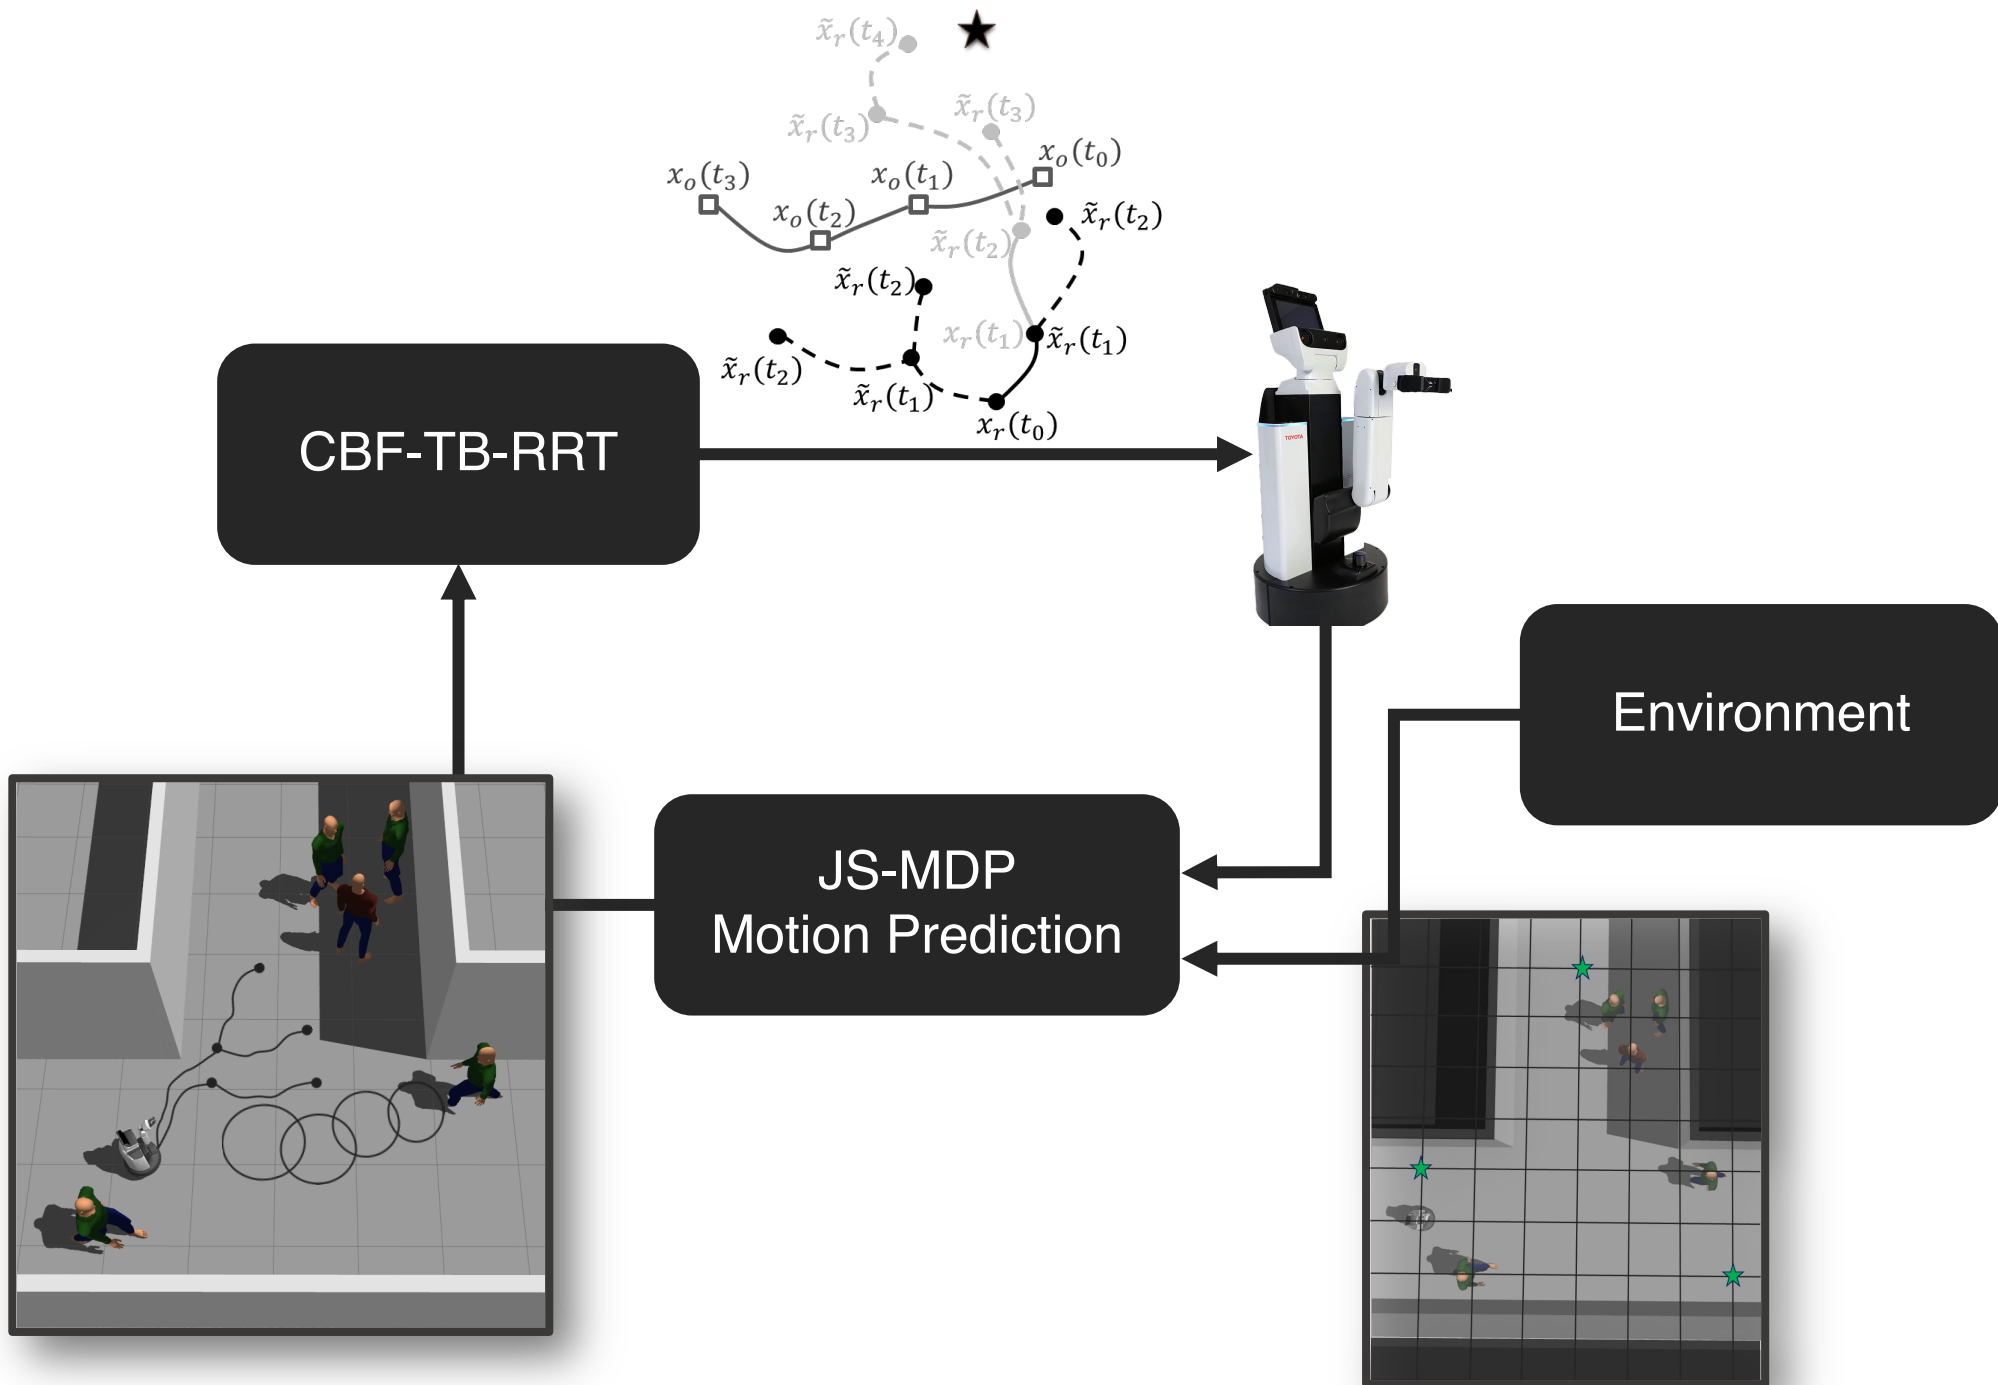 x̃ᵣ(t₄)
x̃ᵣ(t₃)
x̃ᵣ(t₃)
xₒ(t₀)
xₒ(t₃)
xₒ(t₁)
xₒ(t₂)
x̃ᵣ(t₂)
x̃ᵣ(t₂)
x̃ᵣ(t₂)
xᵣ(t₁)
x̃ᵣ(t₁)
x̃ᵣ(t₂)
x̃ᵣ(t₁)
xᵣ(t₀)
CBF-TB-RRT
TOYOTA
Environment
JS-MDP
Motion Prediction